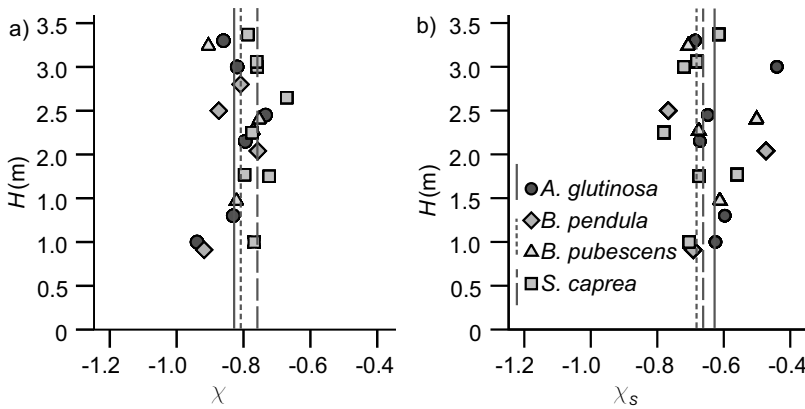 a)
3.5
3.0
2.5
2.0
1.5
1.0
0.5
0
H(m)
-1.2 -1.0 -0.8 -0.6 -0.4
χ
b)
3.5
3.0
2.5
2.0
1.5
1.0
0.5
0
H(m)
A. glutinosa
B. pendula
B. pubescens
S. caprea
-1.2 -1.0 -0.8 -0.6 -0.4
χs